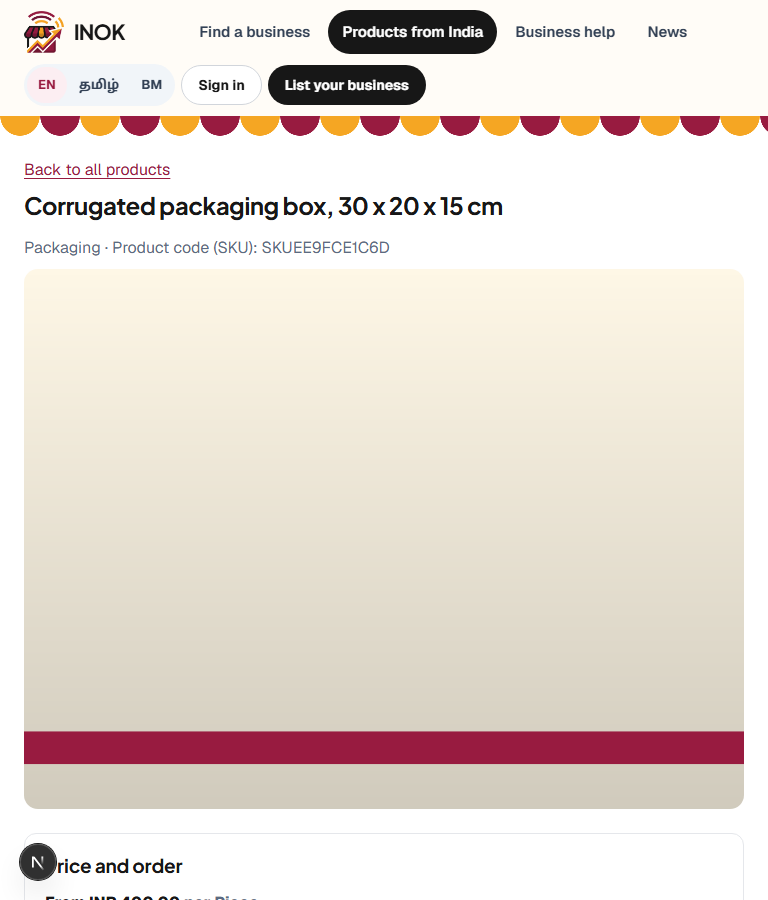 INOK
Find a business
Products from India
Business help
News
EN
தமிழ்
BM
Sign in
List your business
Back to all products
Corrugated packaging box, 30 x 20 x 15 cm
Packaging · Product code (SKU): SKUEE9FCE1C6D
N
rice and order